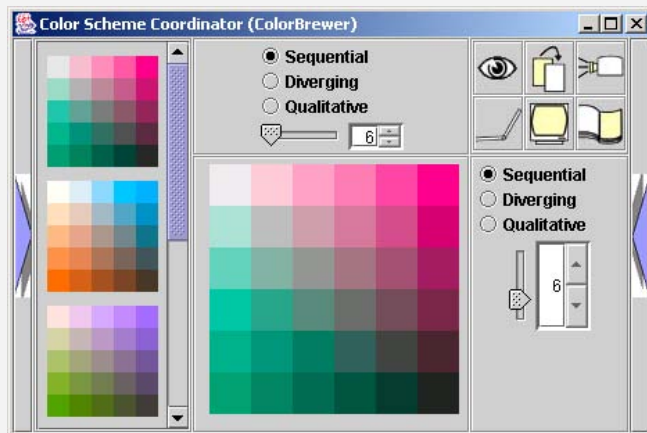 Color Scheme Coordinator (ColorBrewer)
Sequential
Diverging
Qualitative
6
Sequential
Diverging
Qualitative
6